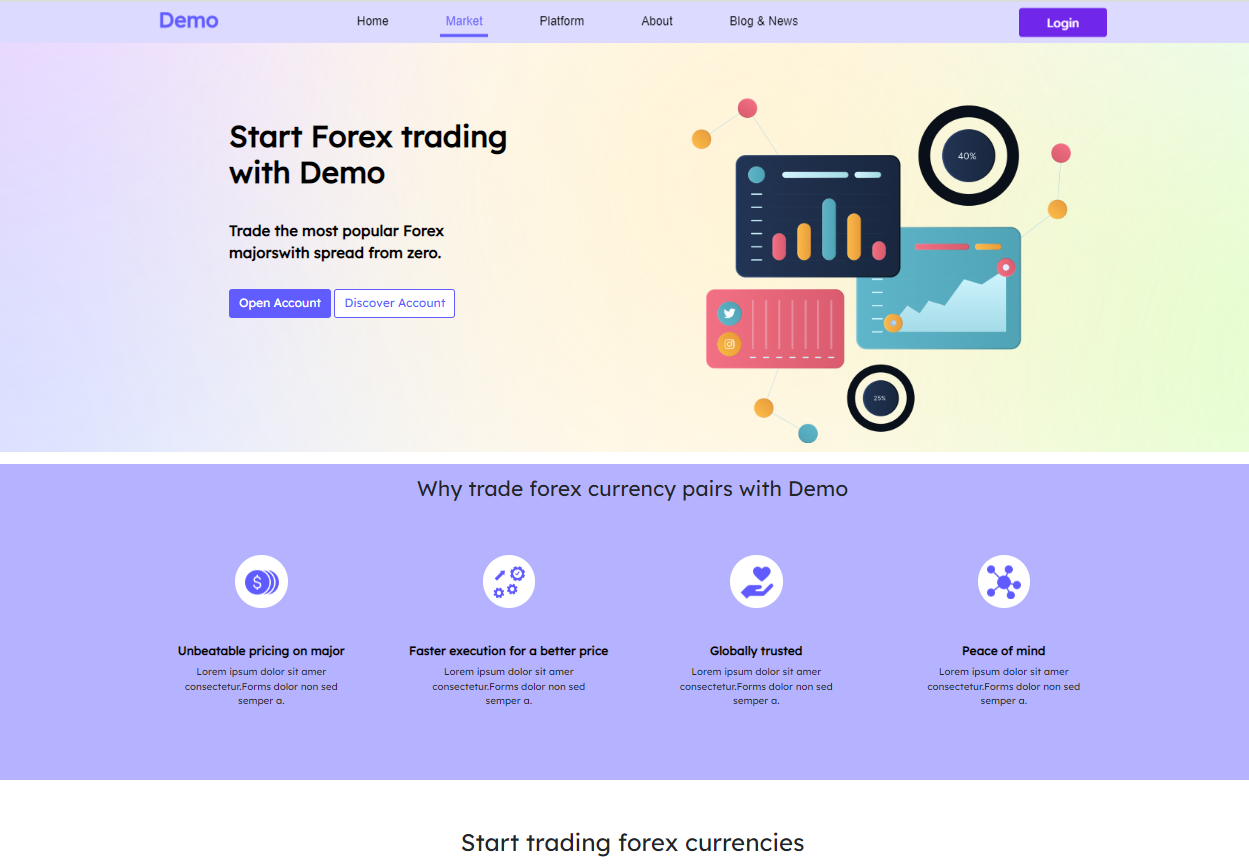 Demo
Home Market Platform About Blog & News
Login
Start Forex trading
with Demo
Trade the most popular Forex
majorswith spread from zero.
Open Account Discover Account
40%
25%
Why trade forex currency pairs with Demo
Unbeatable pricing on major
Lorem ipsum dolor sit amer
consectetur.Forms dolor non sed
semper a.
Faster execution for a better price
Lorem ipsum dolor sit amer
consectetur.Forms dolor non sed
semper a.
Globally trusted
Lorem ipsum dolor sit amer
consectetur.Forms dolor non sed
semper a.
Peace of mind
Lorem ipsum dolor sit amer
consectetur.Forms dolor non sed
semper a.
Start trading forex currencies